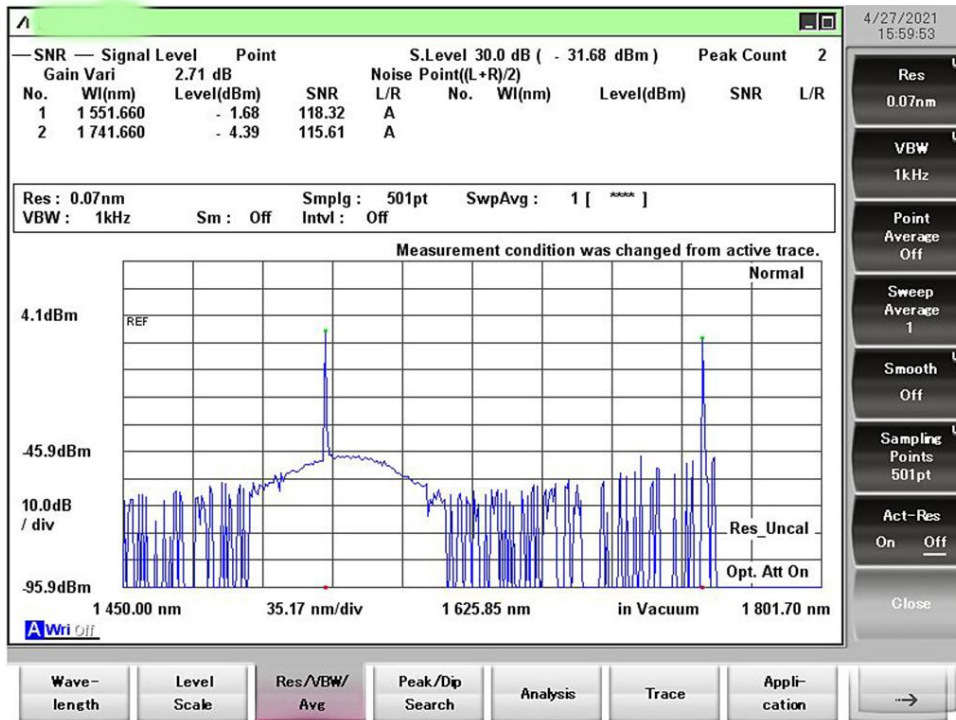 4/27/2021
15:59:53
SNR — Signal Level Point S.Level 30.0 dB ( - 31.68 dBm ) Peak Count 2
Gain Vari 2.71 dB Noise Point((L+R)/2)
No. Wl(nm) Level(dBm) SNR L/R No. Wl(nm) Level(dBm) SNR L/R
1 1 551.660 - 1.68 118.32 A
2 1 741.660 - 4.39 115.61 A
Res : 0.07nm Smplg : 501pt SwpAvg : 1 [ **** ]
VBW : 1kHz Sm : Off Intvl : Off
Measurement condition was changed from active trace.
Normal
4.1dBm
REF
-45.9dBm
10.0dB
/ div
Res_Uncal
Opt. Att On
-95.9dBm
1 450.00 nm 35.17 nm/div 1 625.85 nm in Vacuum 1 801.70 nm
A Wri Off
Res
0.07nm
VBW
1kHz
Point
Average
Off
Sweep
Average
1
Smooth
Off
Sampling
Points
501pt
Act-Res
On Off
Close
Wave-
length
Level
Scale
Res/VBW/
Avg
Peak/Dip
Search
Analysis
Trace
Appli-
cation